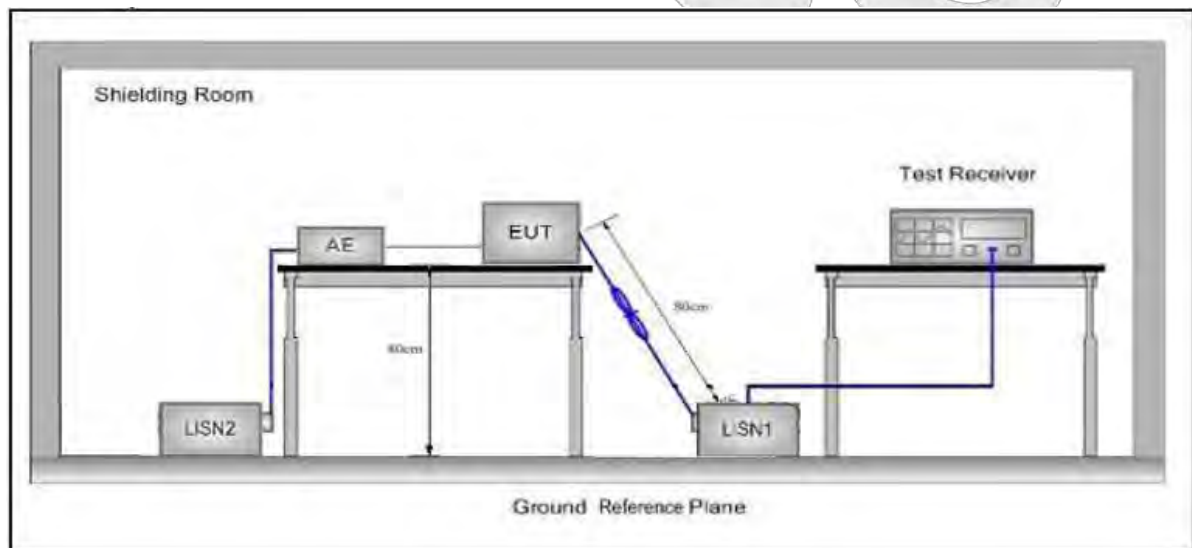 Shielding Room
Test Receiver
EUT
AE
80cm
80cm
LISN2
LISN1
Ground Reference Plane